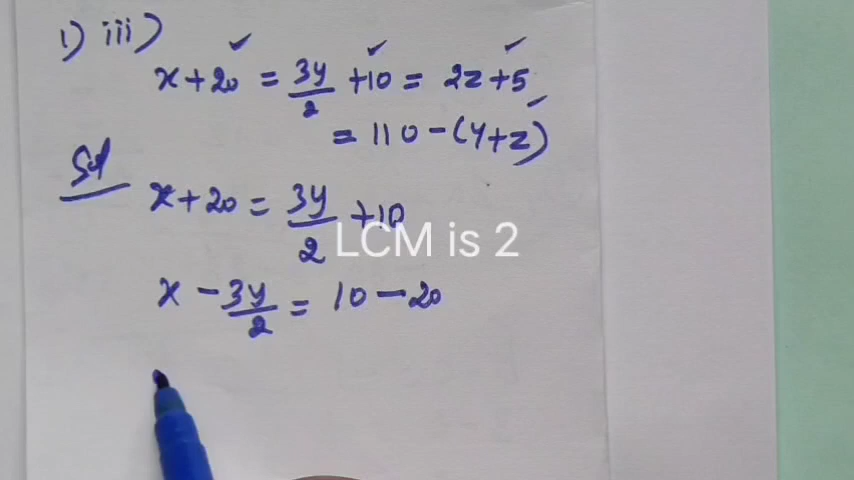 1) iii)
x + 20 = 3y/2 + 10 = 2z + 5
= 110 - (y + z)
Sol
x + 20 = 3y/2 + 10
LCM is 2
x - 3y/2 = 10 - 20